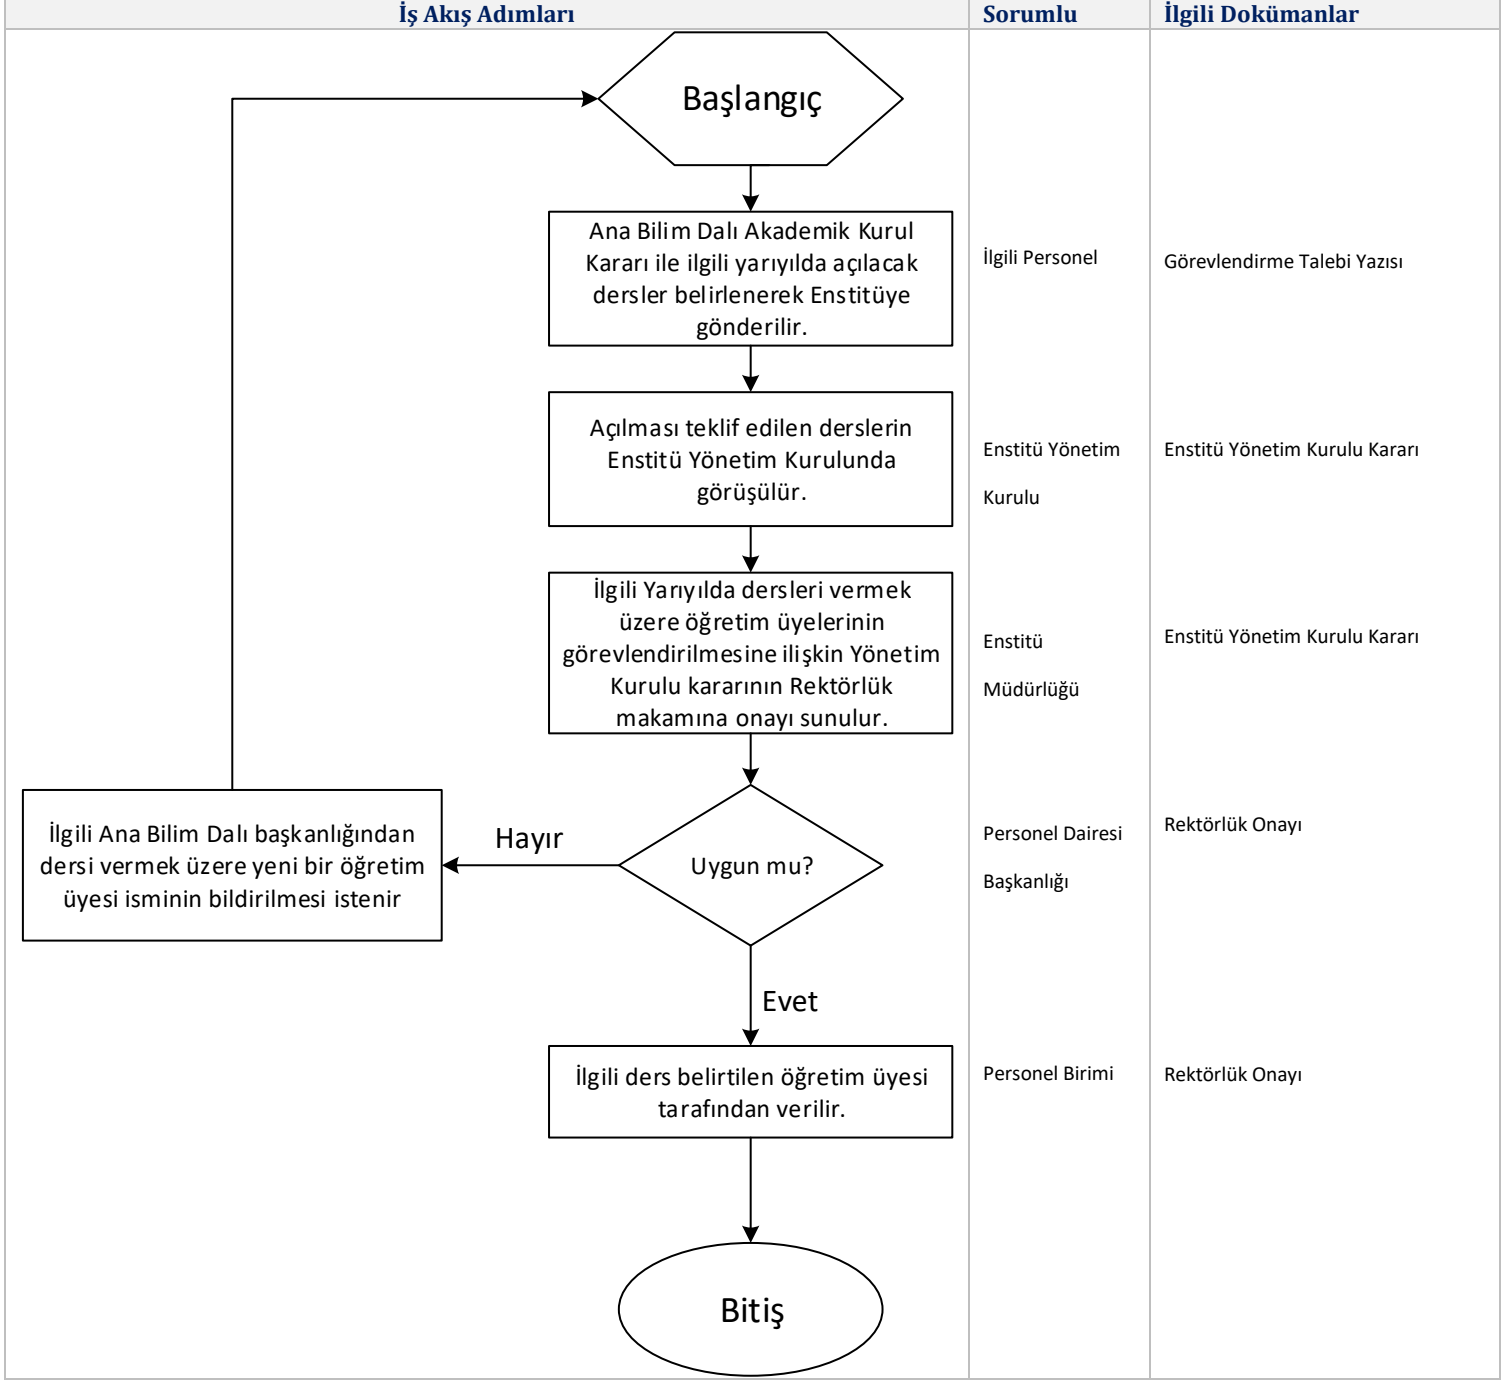 İş Akış Adımları
Sorumlu
İlgili Dokümanlar
Başlangıç
Ana Bilim Dalı Akademik Kurul
Kararı ile ilgili yarıyılda açılacak
dersler belirlenerek Enstitüye
gönderilir.
İlgili Personel
Görevlendirme Talebi Yazısı
Açılması teklif edilen derslerin
Enstitü Yönetim Kurulunda
görüşülür.
Enstitü Yönetim
Kurulu
Enstitü Yönetim Kurulu Kararı
İlgili Yarıyılda dersleri vermek
üzere öğretim üyelerinin
görevlendirilmesine ilişkin Yönetim
Kurulu kararının Rektörlük
makamına onayı sunulur.
Enstitü
Müdürlüğü
Enstitü Yönetim Kurulu Kararı
İlgili Ana Bilim Dalı başkanlığından
dersi vermek üzere yeni bir öğretim
üyesi isminin bildirilmesi istenir
Hayır
Uygun mu?
Personel Dairesi
Başkanlığı
Rektörlük Onayı
Evet
İlgili ders belirtilen öğretim üyesi
tarafından verilir.
Personel Birimi
Rektörlük Onayı
Bitiş